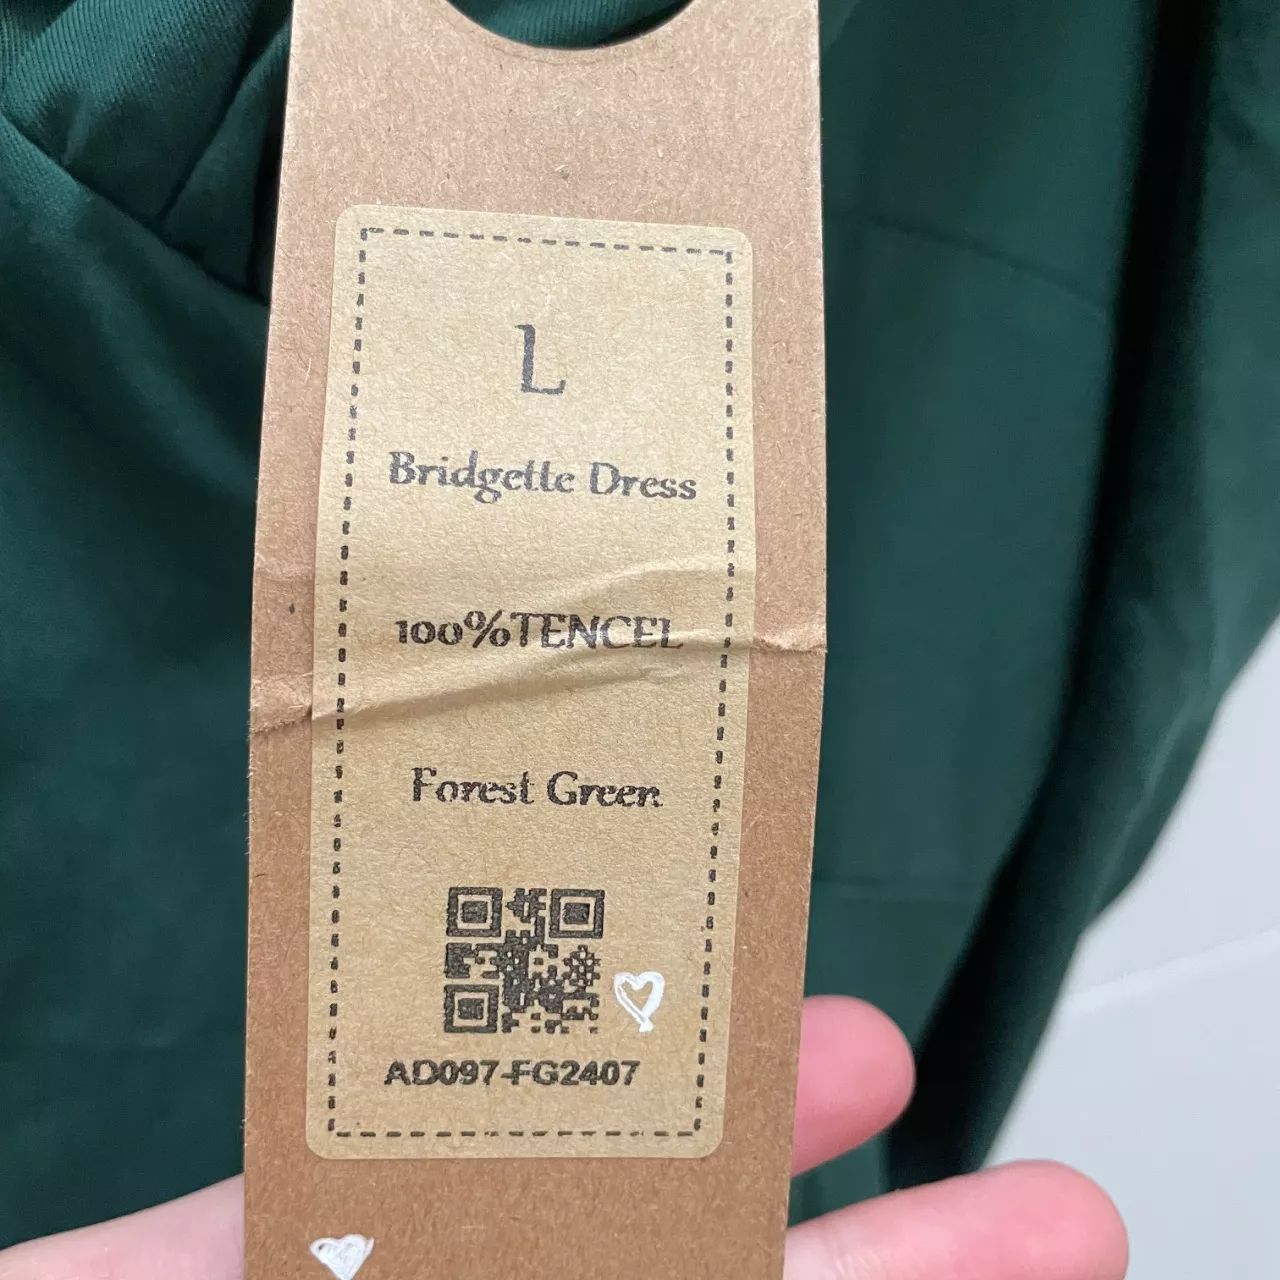 L
Bridgette Dress
100%TENCEL
Forest Green
AD097-FG2407